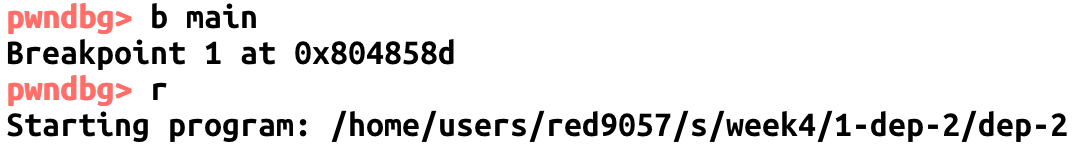 pwndbg> b main
Breakpoint 1 at 0x804858d
pwndbg> r
Starting program: /home/users/red9057/s/week4/1-dep-2/dep-2